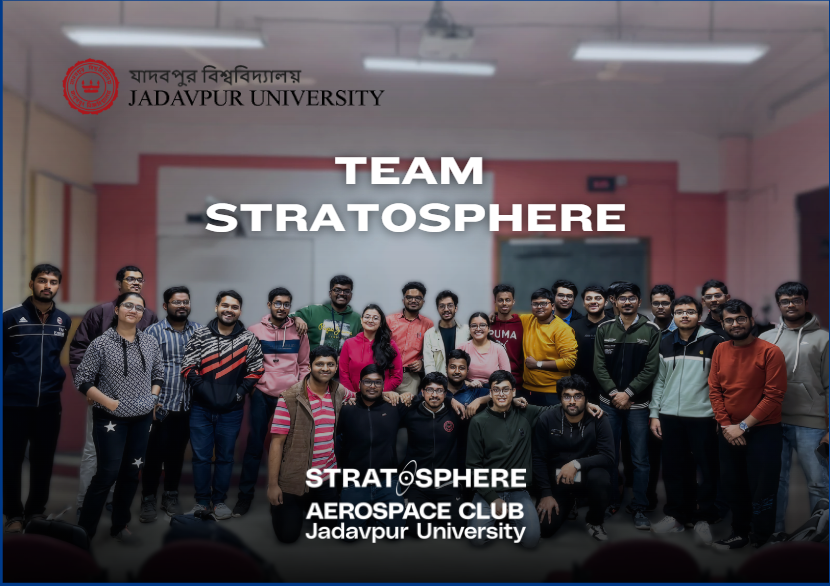 যাদবপুর বিশ্ববিদ্যালয়
JADAVPUR UNIVERSITY
TEAM
STRATOSPHERE
PUMA
STRATOSPHERE
AEROSPACE CLUB
Jadavpur University